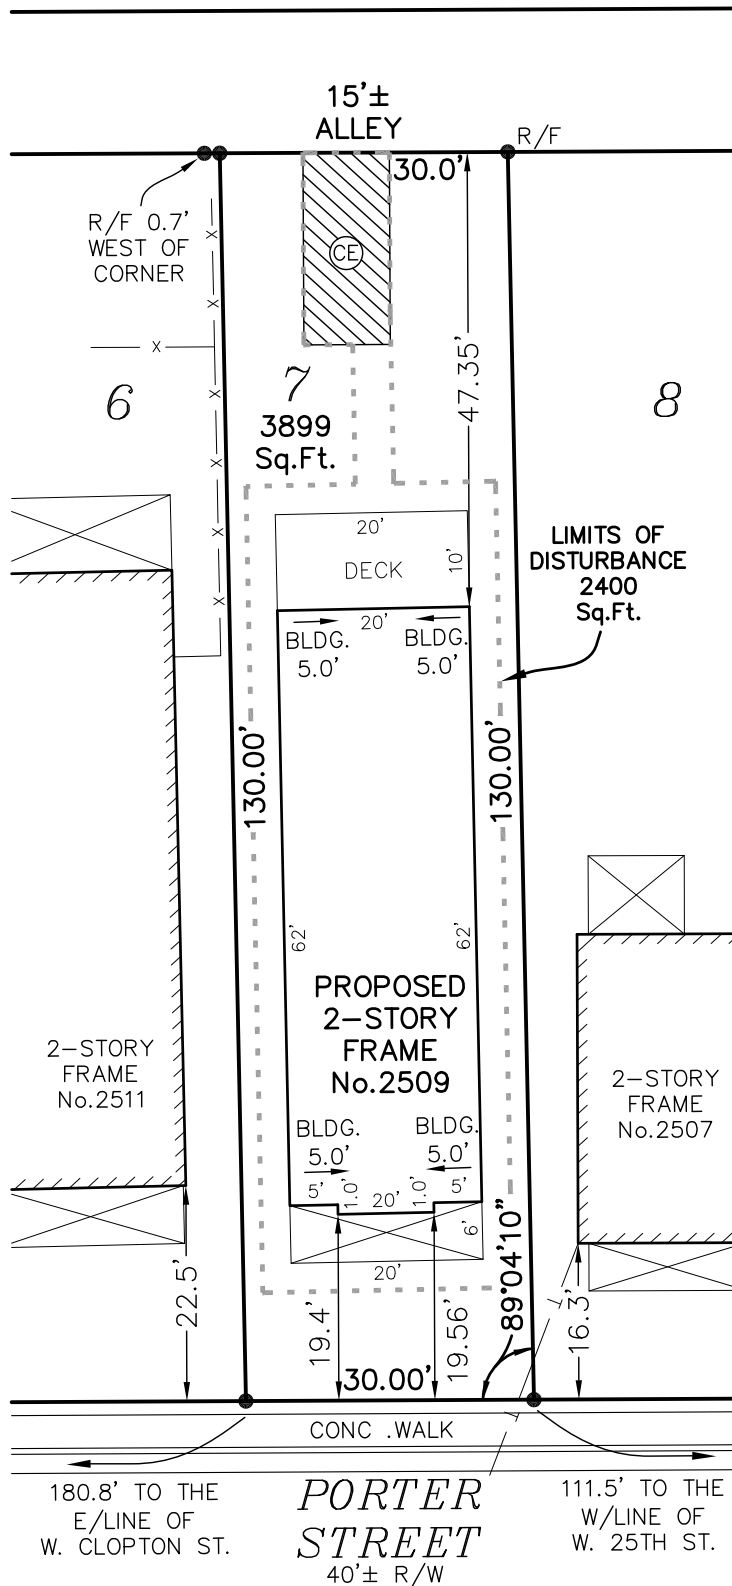 15'±
ALLEY
R/F
30.0'
R/F 0.7'
WEST OF
CORNER
CE
47.35'
6
7
8
3899
Sq.Ft.
20'
DECK
10'
LIMITS OF
DISTURBANCE
2400
Sq.Ft.
20'
BLDG.
5.0'
BLDG.
5.0'
130.00'
130.00'
62'
62'
PROPOSED
2-STORY
FRAME
No.2509
2-STORY
FRAME
No.2511
2-STORY
FRAME
No.2507
BLDG.
5.0'
BLDG.
5.0'
5'
1.0'
20'
1.0'
5'
6'
20'
22.5'
19.4'
19.56'
89°04'10"
16.3'
30.00'
CONC .WALK
180.8' TO THE
E/LINE OF
W. CLOPTON ST.
PORTER
STREET
40'± R/W
111.5' TO THE
W/LINE OF
W. 25TH ST.
X
X
X
X
X
X
X